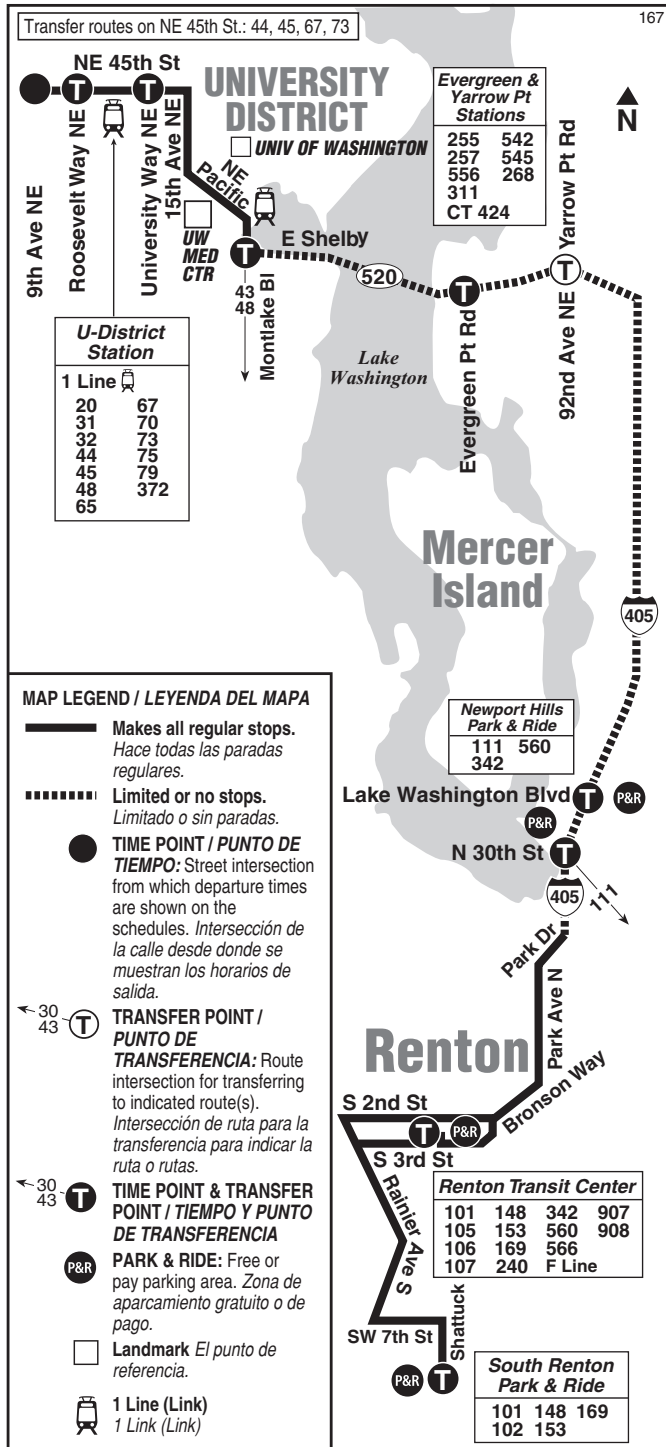 Transfer routes on NE 45th St.: 44, 45, 67, 73
167
NE 45th St
T
T
UNIVERSITY
DISTRICT
UNIV OF WASHINGTON
9th Ave NE
Roosevelt Way NE
University Way NE
15th Ave NE
NE
Pacific
UW
MED
CTR
T
E Shelby
43
48
Montlake Bl
520
Evergreen &
Yarrow Pt
Stations
255 542
257 545
556 268
311
CT 424
N
Yarrow Pt Rd
T
T
92nd Ave NE
Evergreen Pt Rd
Lake
Washington
U-District
Station
1 Line
20 67
31 70
32 73
44 75
45 79
48 372
65
Mercer
Island
405
Newport Hills
Park & Ride
111 560
342
Lake Washington Blvd
T
P&R
P&R
N 30th St
T
405
111
Park Dr
Park Ave N
Renton
Bronson Way
S 2nd St
T
P&R
S 3rd St
Rainier Ave S
Renton Transit Center
101 148 342 907
105 153 560 908
106 169 566
107 240 F Line
SW 7th St
Shattuck
P&R
T
South Renton
Park & Ride
101 148 169
102 153
MAP LEGEND / LEYENDA DEL MAPA
Makes all regular stops.
Hace todas las paradas
regulares.
Limited or no stops.
Limitado o sin paradas.
TIME POINT / PUNTO DE
TIEMPO: Street intersection
from which departure times
are shown on the
schedules. Intersección de
la calle desde donde se
muestran los horarios de
salida.
30
43
T
TRANSFER POINT /
PUNTO DE
TRANSFERENCIA: Route
intersection for transferring
to indicated route(s).
Intersección de ruta para la
transferencia para indicar la
ruta o rutas.
30
43
T
TIME POINT & TRANSFER
POINT / TIEMPO Y PUNTO
DE TRANSFERENCIA
P&R
PARK & RIDE: Free or
pay parking area. Zona de
aparcamiento gratuito o de
pago.
Landmark El punto de
referencia.
1 Line (Link)
1 Link (Link)